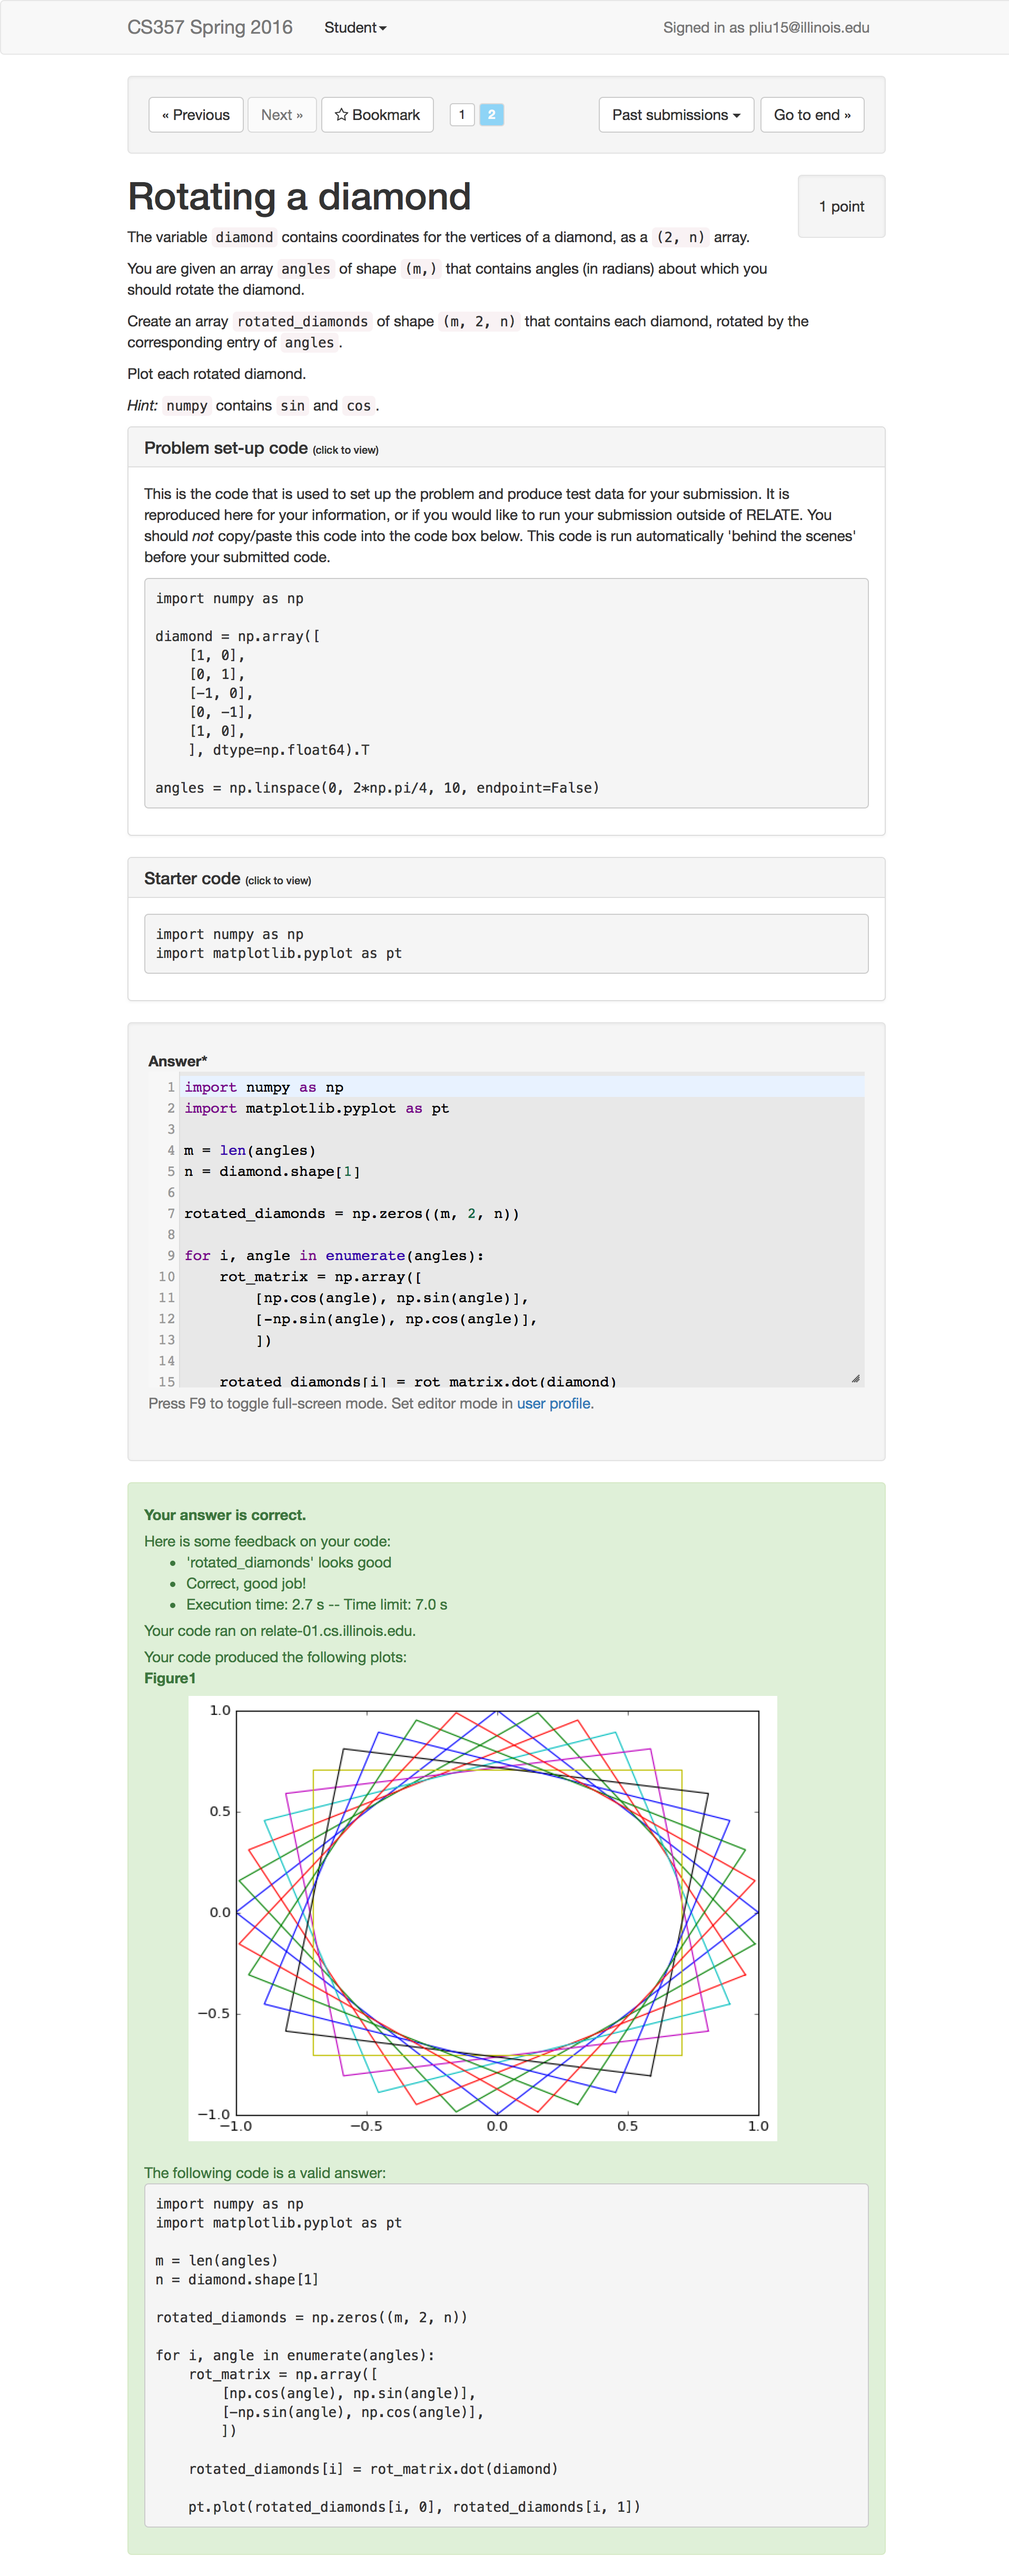 CS357 Spring 2016 Student Signed in as pliu15@illinois.edu
« Previous Next » Bookmark 1 2 Past submissions Go to end »
Rotating a diamond
1 point
The variable diamond contains coordinates for the vertices of a diamond, as a (2, n) array.
You are given an array angles of shape (m,) that contains angles (in radians) about which you
should rotate the diamond.
Create an array rotated_diamonds of shape (m, 2, n) that contains each diamond, rotated by the
corresponding entry of angles .
Plot each rotated diamond.
Hint: numpy contains sin and cos .
Problem set-up code (click to view)
This is the code that is used to set up the problem and produce test data for your submission. It is
reproduced here for your information, or if you would like to run your submission outside of RELATE. You
should not copy/paste this code into the code box below. This code is run automatically 'behind the scenes'
before your submitted code.
import numpy as np
diamond = np.array([
    [1, 0],
    [0, 1],
    [-1, 0],
    [0, -1],
    [1, 0],
    ], dtype=np.float64).T
angles = np.linspace(0, 2*np.pi/4, 10, endpoint=False)
Starter code (click to view)
import numpy as np
import matplotlib.pyplot as pt
Answer*
1 import numpy as np
2 import matplotlib.pyplot as pt
3
4 m = len(angles)
5 n = diamond.shape[1]
6
7 rotated_diamonds = np.zeros((m, 2, n))
8
9 for i, angle in enumerate(angles):
10     rot_matrix = np.array([
11         [np.cos(angle), np.sin(angle)],
12         [-np.sin(angle), np.cos(angle)],
13         ])
14
15     rotated_diamonds[i] = rot_matrix.dot(diamond)
Press F9 to toggle full-screen mode. Set editor mode in user profile.
Your answer is correct.
Here is some feedback on your code:
• 'rotated_diamonds' looks good
• Correct, good job!
• Execution time: 2.7 s -- Time limit: 7.0 s
Your code ran on relate-01.cs.illinois.edu.
Your code produced the following plots:
Figure1
1.0
0.5
0.0
−0.5
−1.0
−1.0 −0.5 0.0 0.5 1.0
The following code is a valid answer:
import numpy as np
import matplotlib.pyplot as pt
m = len(angles)
n = diamond.shape[1]
rotated_diamonds = np.zeros((m, 2, n))
for i, angle in enumerate(angles):
    rot_matrix = np.array([
        [np.cos(angle), np.sin(angle)],
        [-np.sin(angle), np.cos(angle)],
        ])
    rotated_diamonds[i] = rot_matrix.dot(diamond)
    pt.plot(rotated_diamonds[i, 0], rotated_diamonds[i, 1])